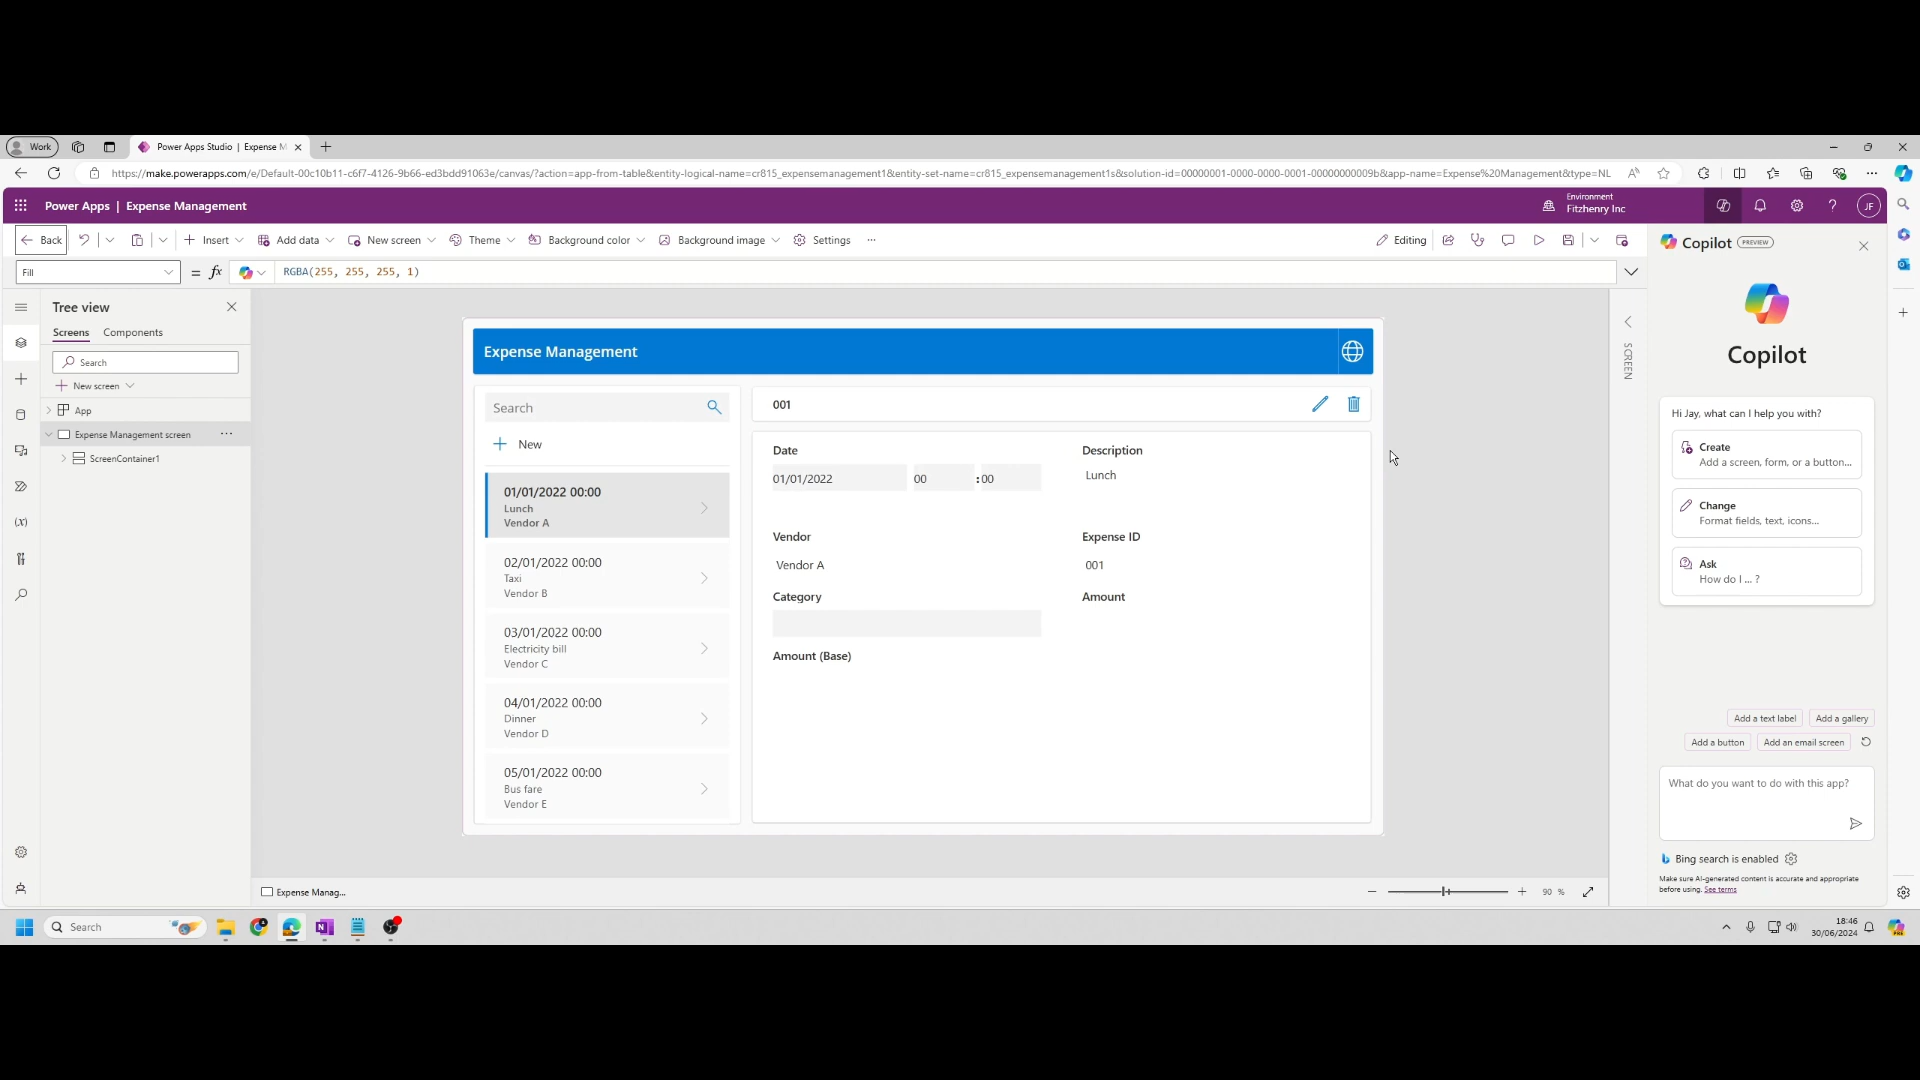 Work
Power Apps Studio | Expense M
https://make.powerapps.com/e/Default-00c10b11-c6f7-4126-9b66-ed3bdd91063e/canvas/?action=app-from-table&entity-logical-name=cr815_expensemanagement1&entity-set-name=cr815_expensemanagement1s&solution-id=00000001-0000-0000-0001-00000000009b&app-name=Expense%20Management&type=NL
Power Apps | Expense Management
Environment
Fitzhenry Inc
JF
Back
Insert
Add data
New screen
Theme
Background color
Background image
Settings
Editing
Fill
= fx
RGBA(255, 255, 255, 1)
Tree view
Screens
Components
Search
New screen
App
Expense Management screen
ScreenContainer1
Expense Management
Search
New
01/01/2022 00:00
Lunch
Vendor A
02/01/2022 00:00
Taxi
Vendor B
03/01/2022 00:00
Electricity bill
Vendor C
04/01/2022 00:00
Dinner
Vendor D
05/01/2022 00:00
Bus fare
Vendor E
001
Date
01/01/2022
00
:00
Description
Lunch
Vendor
Vendor A
Expense ID
001
Category
Amount
Amount (Base)
SCREEN
Copilot
PREVIEW
Copilot
Hi Jay, what can I help you with?
Create
Add a screen, form, or a button...
Change
Format fields, text, icons...
Ask
How do I ... ?
Add a text label
Add a gallery
Add a button
Add an email screen
What do you want to do with this app?
Bing search is enabled
Make sure AI-generated content is accurate and appropriate
before using. See terms
Expense Manag...
90 %
Search
18:46
30/06/2024